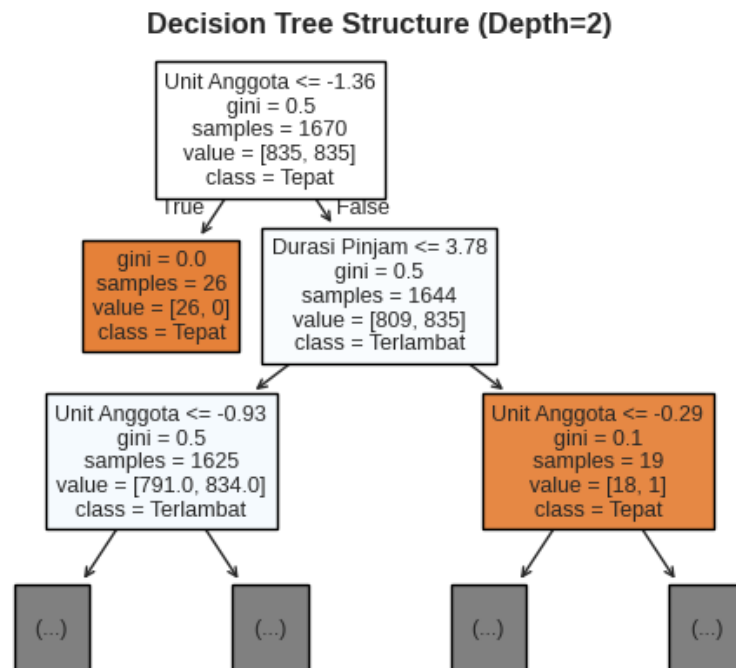 Decision Tree Structure (Depth=2)
Unit Anggota <= -1.36
gini = 0.5
samples = 1670
value = [835, 835]
class = Tepat
True
False
gini = 0.0
samples = 26
value = [26, 0]
class = Tepat
Durasi Pinjam <= 3.78
gini = 0.5
samples = 1644
value = [809, 835]
class = Terlambat
Unit Anggota <= -0.93
gini = 0.5
samples = 1625
value = [791.0, 834.0]
class = Terlambat
Unit Anggota <= -0.29
gini = 0.1
samples = 19
value = [18, 1]
class = Tepat
(...)
(...)
(...)
(...)